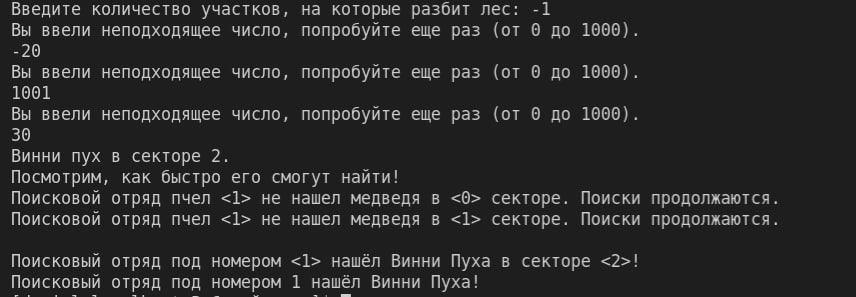 Введите количество участков, на которые разбит лес: -1
Вы ввели неподходящее число, попробуйте еще раз (от 0 до 1000).
-20
Вы ввели неподходящее число, попробуйте еще раз (от 0 до 1000).
1001
Вы ввели неподходящее число, попробуйте еще раз (от 0 до 1000).
30
Винни пух в секторе 2.
Посмотрим, как быстро его смогут найти!
Поисковой отряд пчел <1> не нашел медведя в <0> секторе. Поиски продолжаются.
Поисковой отряд пчел <1> не нашел медведя в <1> секторе. Поиски продолжаются.
Поисковый отряд под номером <1> нашёл Винни Пуха в секторе <2>!
Поисковый отряд под номером 1 нашёл Винни Пуха!